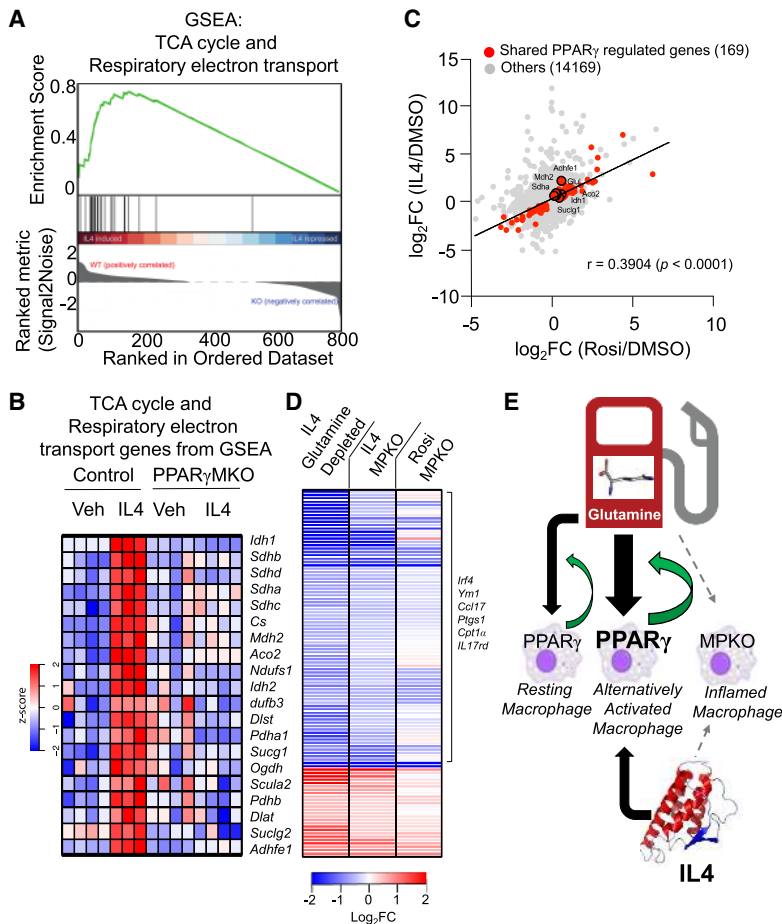 A
GSEA:
TCA cycle and
Respiratory electron transport
Enrichment Score
0.8
0.4
0
IL4 induced
IL4 repressed
Ranked metric
(Signal2Noise)
2
0
-2
WT (positively correlated)
KO (negatively correlated)
0 200 400 600 800
Ranked in Ordered Dataset
C
Shared PPARγ regulated genes (169)
Others (14169)
log2FC (IL4/DMSO)
15
10
5
0
-5
-10
Adhfe1
Mdh2
Glul
Sdha
Aco2
Idh1
Suclg1
r = 0.3904 (p < 0.0001)
-5 0 5 10
log2FC (Rosi/DMSO)
B
TCA cycle and
Respiratory electron
transport genes from GSEA
Control PPARγMKO
Veh IL4 Veh IL4
z-score
-2 -1 0 1 2
Idh1
Sdhb
Sdhd
Sdha
Sdhc
Cs
Mdh2
Aco2
Ndufs1
Idh2
dufb3
Dlst
Pdha1
Sucg1
Ogdh
Scula2
Pdhb
Dlat
Suclg2
Adhfe1
D
IL4
Glutamine
Depleted
IL4
MPKO
Rosi
MPKO
Irf4
Ym1
Ccl17
Ptgs1
Cpt1α
IL17rd
-2 -1 0 1 2
Log2FC
E
Glutamine
PPARγ
PPARγ
MPKO
Resting
Macrophage
Alternatively
Activated
Macrophage
Inflamed
Macrophage
IL4